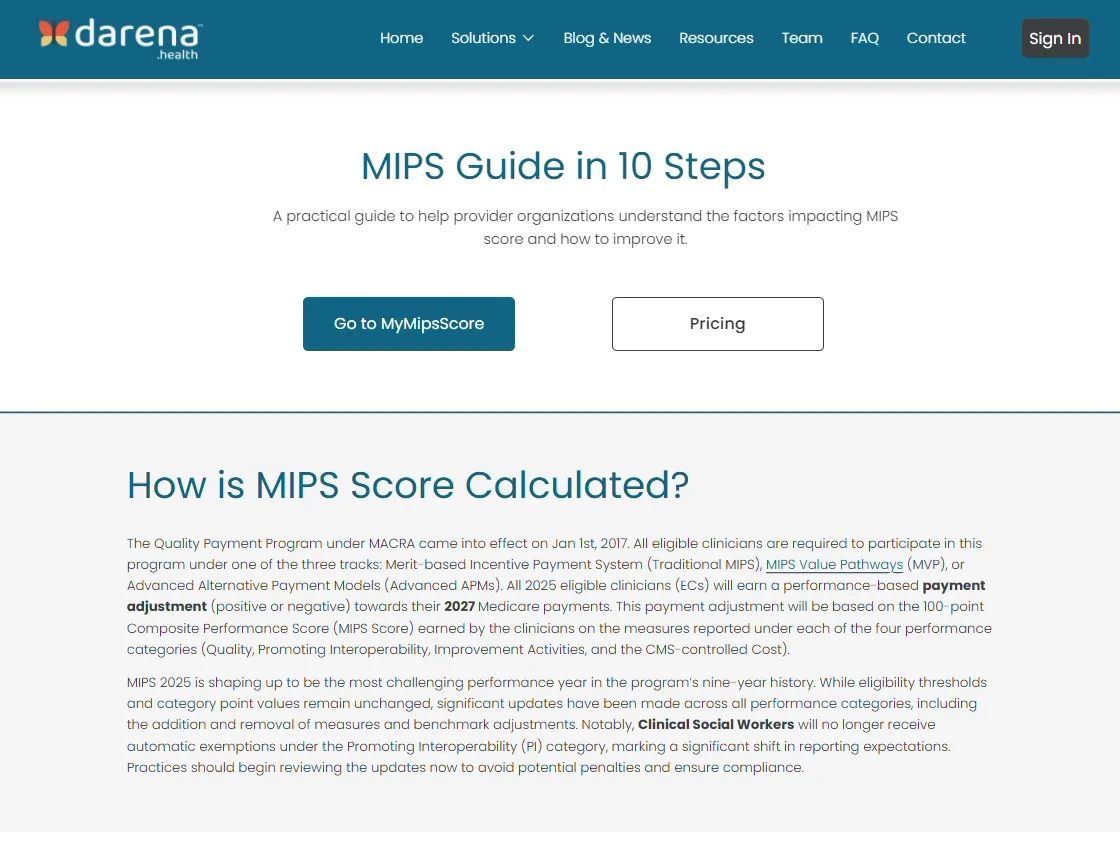 darena™
.health
Home
Solutions
Blog & News
Resources
Team
FAQ
Contact
Sign In
MIPS Guide in 10 Steps
A practical guide to help provider organizations understand the factors impacting MIPS
score and how to improve it.
Go to MyMipsScore
Pricing
How is MIPS Score Calculated?
The Quality Payment Program under MACRA came into effect on Jan 1st, 2017. All eligible clinicians are required to participate in this
program under one of the three tracks: Merit-based Incentive Payment System (Traditional MIPS), MIPS Value Pathways (MVP), or
Advanced Alternative Payment Models (Advanced APMs). All 2025 eligible clinicians (ECs) will earn a performance-based payment
adjustment (positive or negative) towards their 2027 Medicare payments. This payment adjustment will be based on the 100-point
Composite Performance Score (MIPS Score) earned by the clinicians on the measures reported under each of the four performance
categories (Quality, Promoting Interoperability, Improvement Activities, and the CMS-controlled Cost).
MIPS 2025 is shaping up to be the most challenging performance year in the program’s nine-year history. While eligibility thresholds
and category point values remain unchanged, significant updates have been made across all performance categories, including
the addition and removal of measures and benchmark adjustments. Notably, Clinical Social Workers will no longer receive
automatic exemptions under the Promoting Interoperability (PI) category, marking a significant shift in reporting expectations.
Practices should begin reviewing the updates now to avoid potential penalties and ensure compliance.